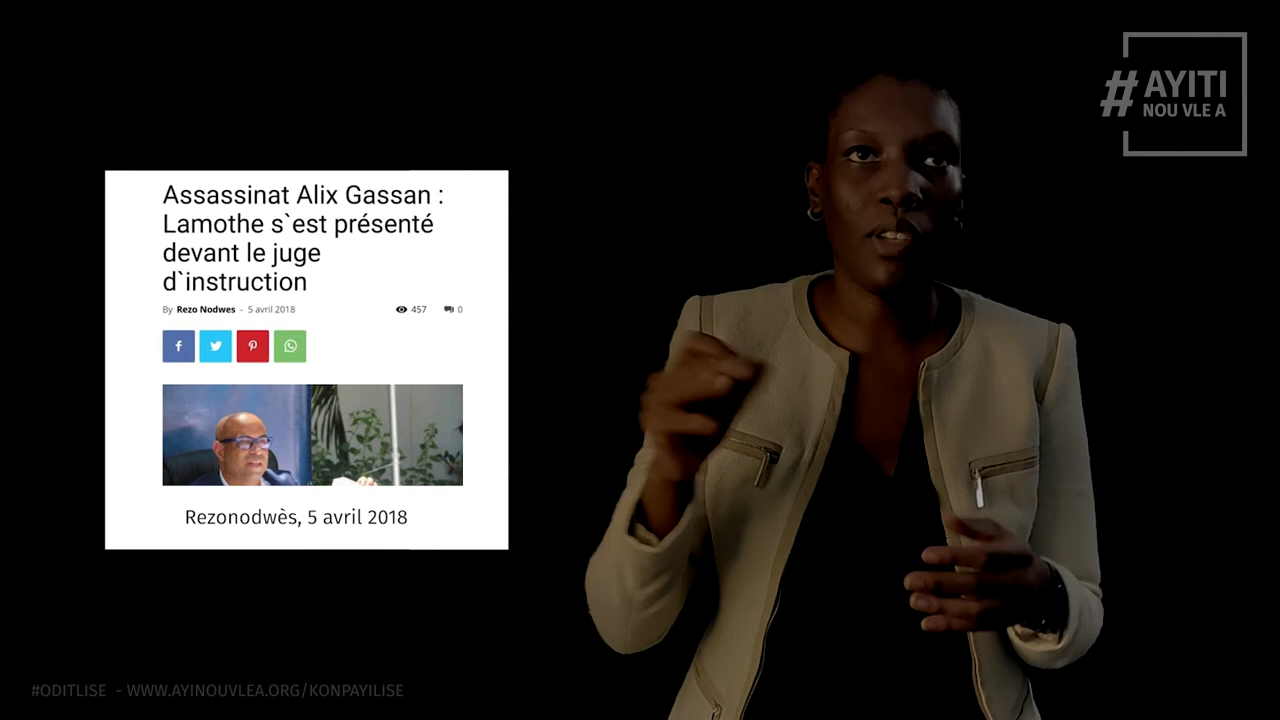 # AYITI
NOU VLE A
Assassinat Alix Gassan :
Lamothe s`est présenté
devant le juge
d`instruction
By Rezo Nodwes - 5 avril 2018 457 0
Rezonodwès, 5 avril 2018
#ODITLISE - WWW.AYINOUVLEA.ORG/KONPAYILISE